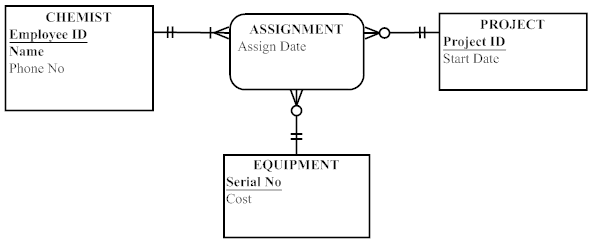 CHEMIST
Employee ID
Name
Phone No
ASSIGNMENT
Assign Date
PROJECT
Project ID
Start Date
EQUIPMENT
Serial No
Cost